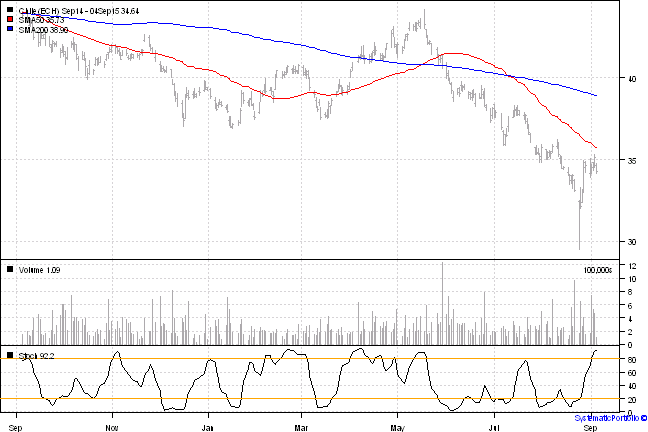 Chile (ECH) Sep14 - 04Sep15 34.64
SMA50 35.73
SMA200 38.90
40
35
30
Volume 1.09
100,000s
12
10
8
6
4
2
0
Stoch 92.2
80
60
40
20
0
Sep Nov Jan Mar May Jul Sep
SystematicPortfolio ©